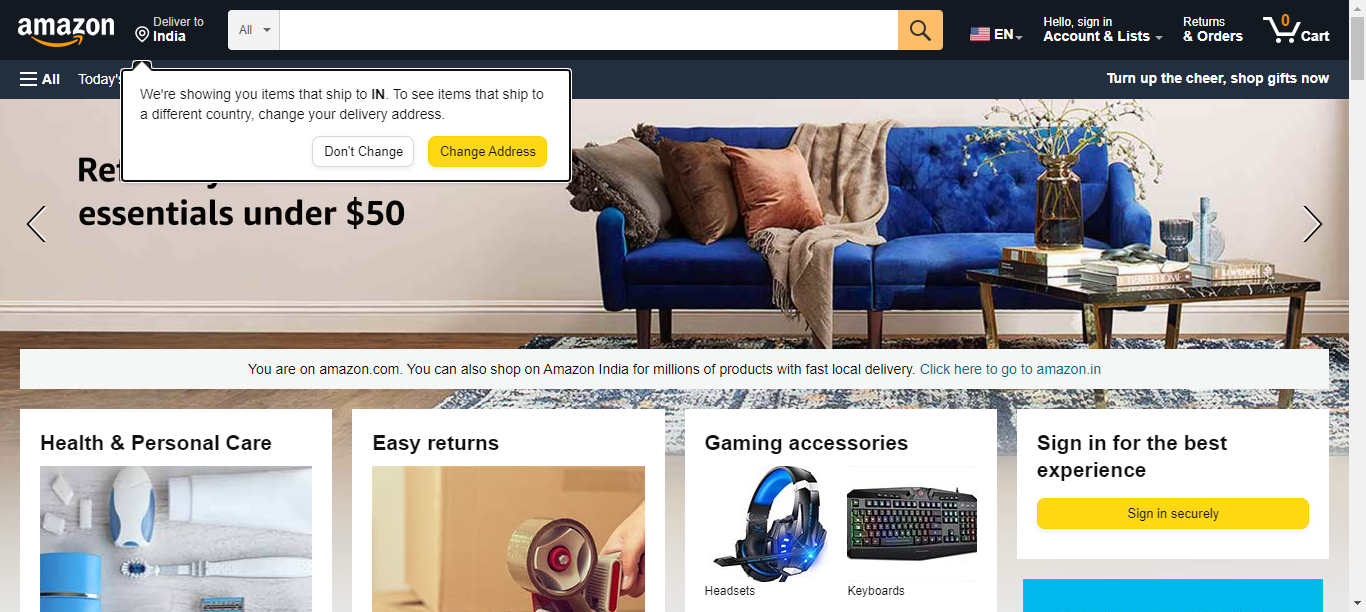 amazon
Deliver to
India
All
EN
Hello, sign in
Account & Lists
Returns
& Orders
0
Cart
All
Today's
Turn up the cheer, shop gifts now
We're showing you items that ship to IN. To see items that ship to
a different country, change your delivery address.
Don't Change
Change Address
essentials under $50
You are on amazon.com. You can also shop on Amazon India for millions of products with fast local delivery. Click here to go to amazon.in
Health & Personal Care
Easy returns
Gaming accessories
Sign in for the best
experience
Sign in securely
Headsets
Keyboards